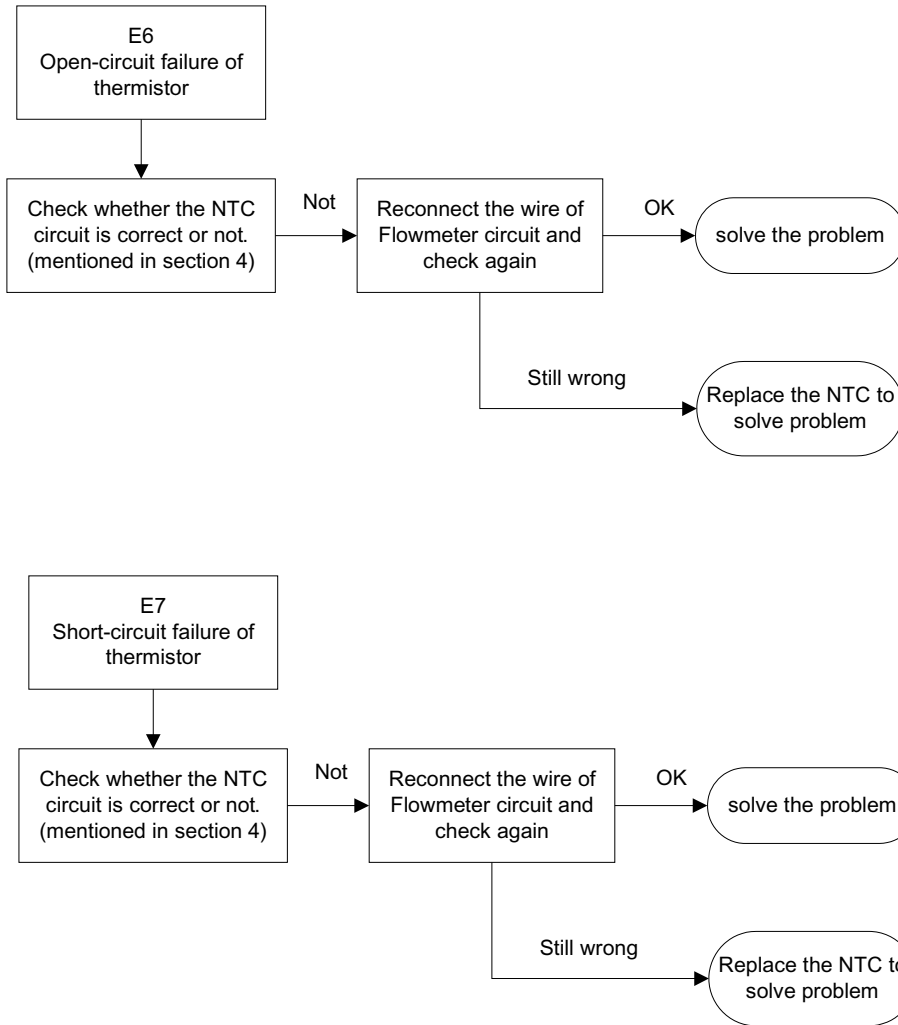 E6
Open-circuit failure of
thermistor
Check whether the NTC
circuit is correct or not.
(mentioned in section 4)
Not
Reconnect the wire of
Flowmeter circuit and
check again
OK
solve the problem
Still wrong
Replace the NTC to
solve problem
E7
Short-circuit failure of
thermistor
Check whether the NTC
circuit is correct or not.
(mentioned in section 4)
Not
Reconnect the wire of
Flowmeter circuit and
check again
OK
solve the problem
Still wrong
Replace the NTC to
solve problem